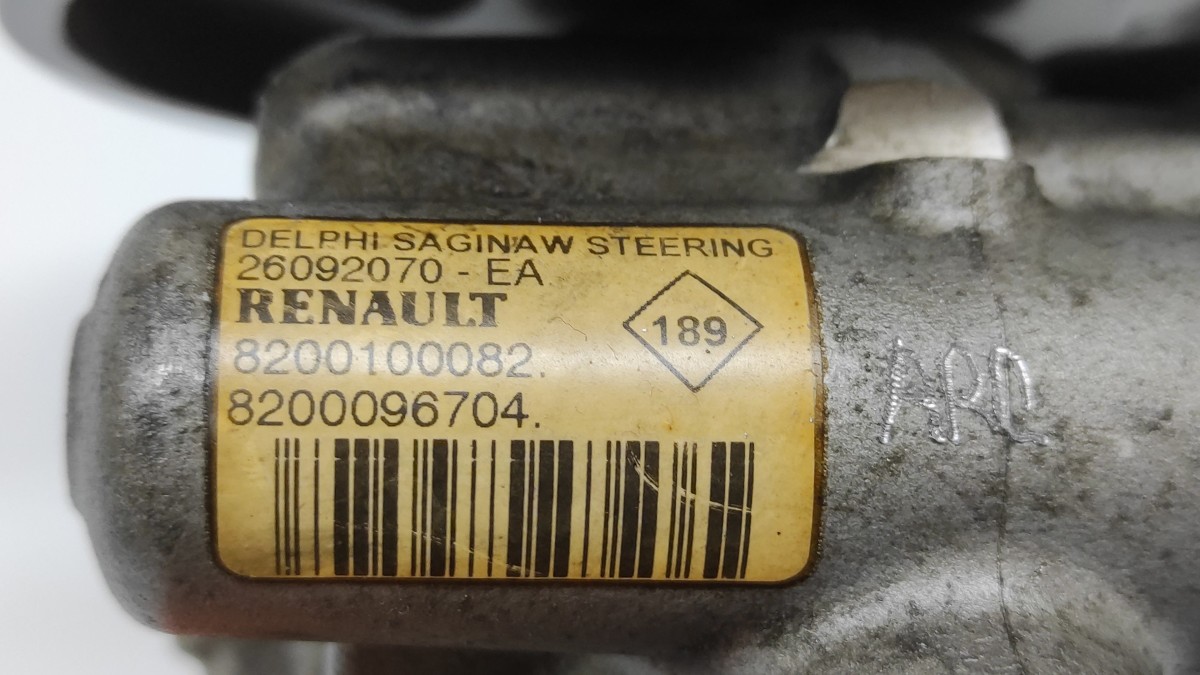 DELPHI SAGINAW STEERING
26092070 - EA
RENAULT
189
8200100082.
8200096704.